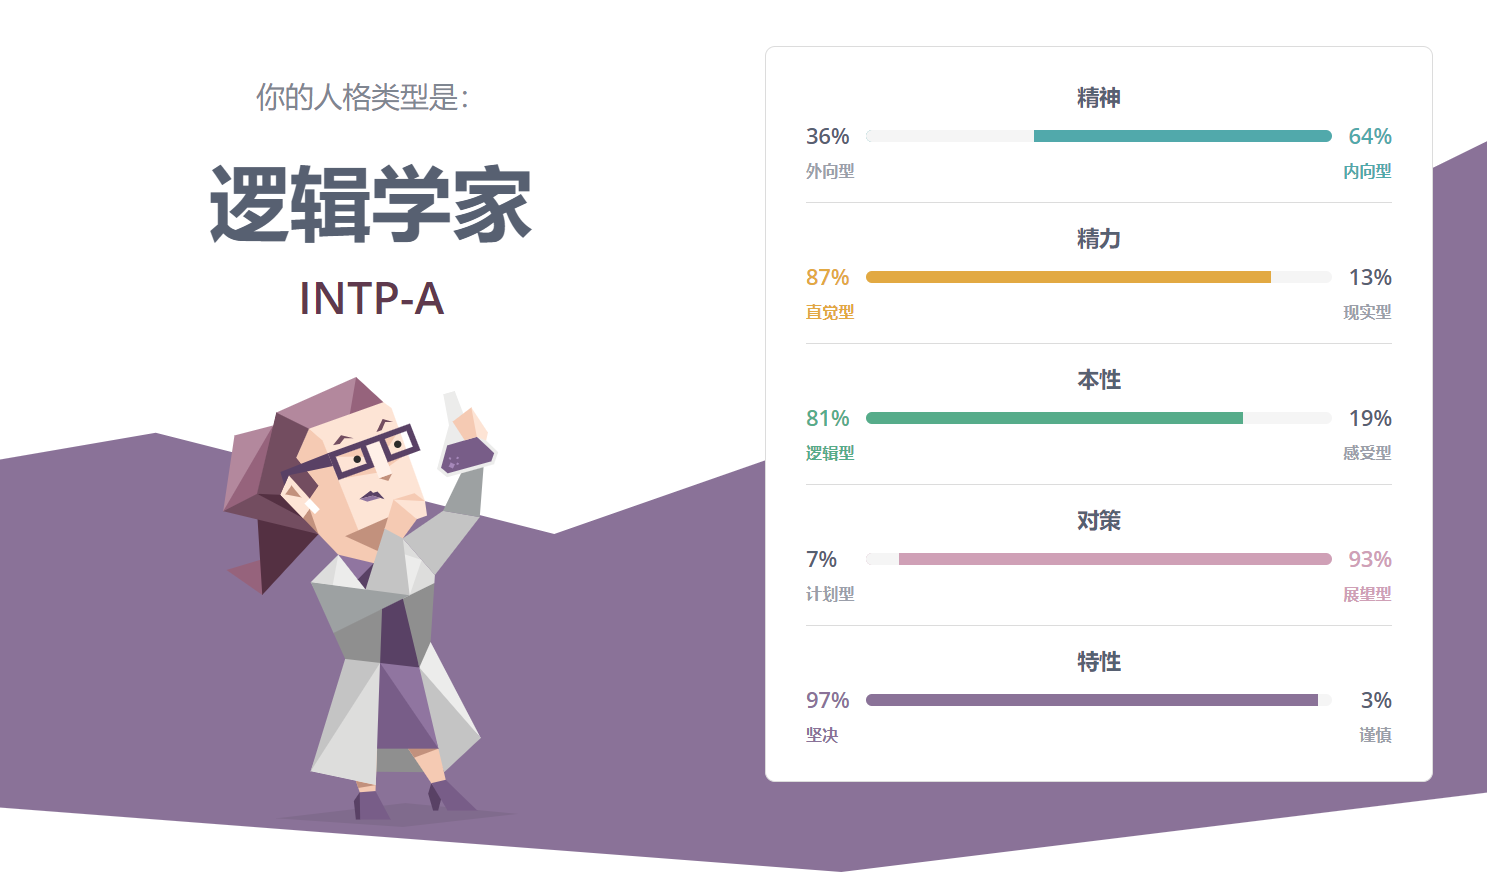 你的人格类型是：
逻辑学家
INTP-A
精神
36% 64%
外向型 内向型
精力
87% 13%
直觉型 现实型
本性
81% 19%
逻辑型 感受型
对策
7% 93%
计划型 展望型
特性
97% 3%
坚决 谨慎